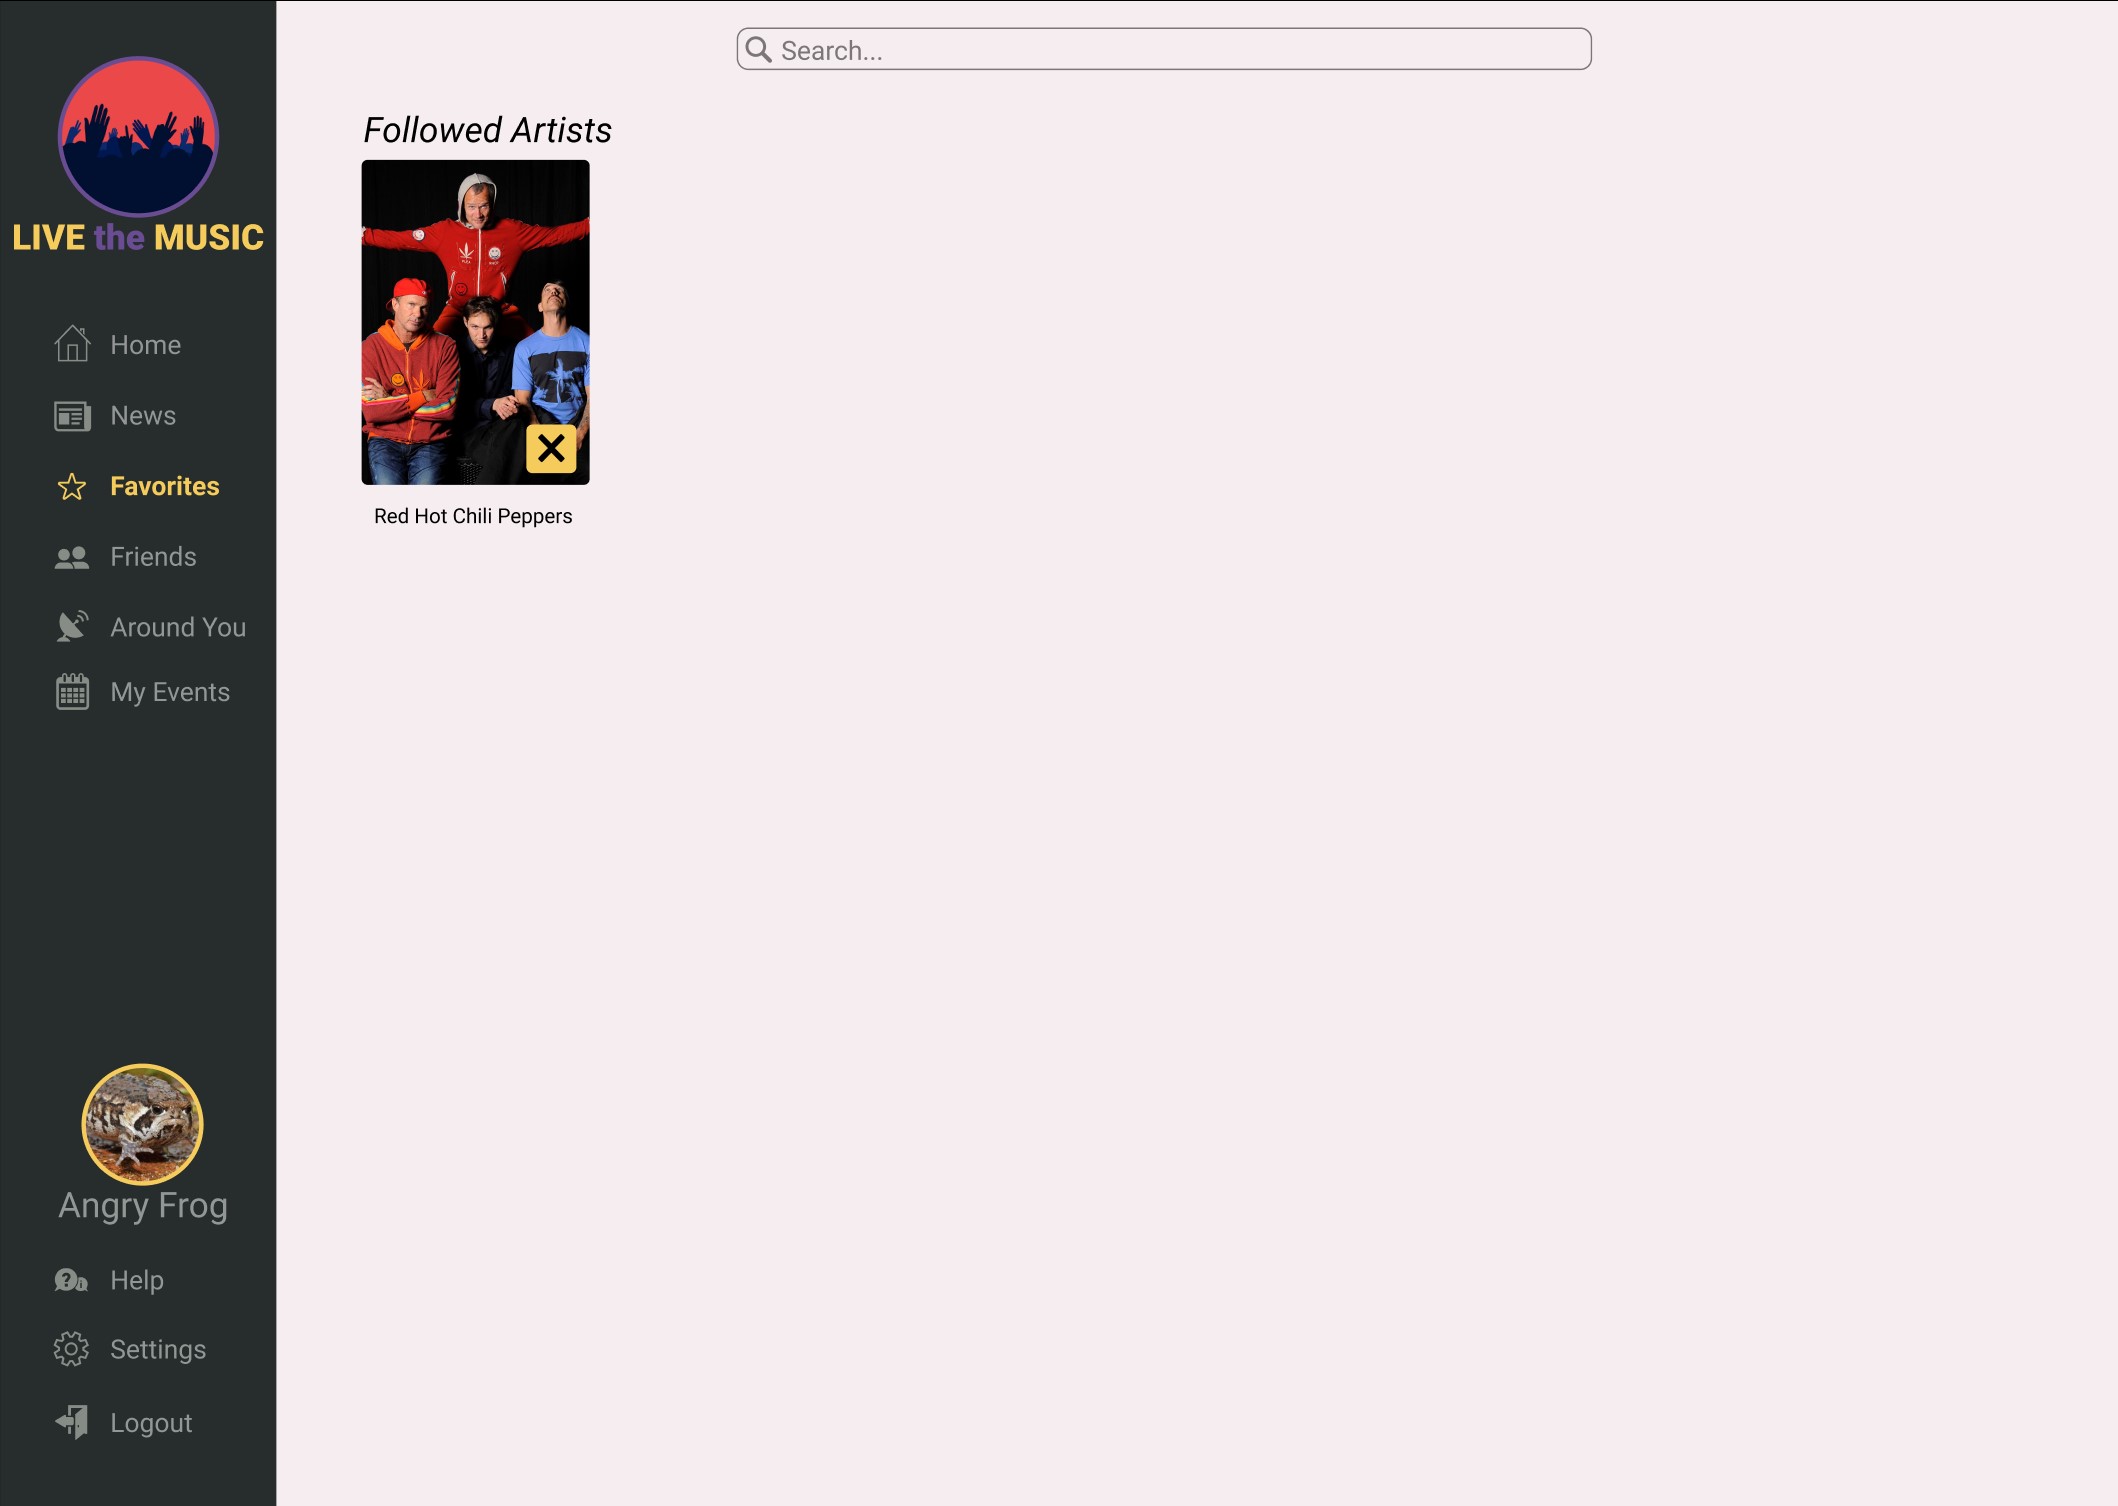 LIVE the MUSIC
Home
News
Favorites
Friends
Around You
My Events
Angry Frog
Help
Settings
Logout
Search...
Followed Artists
Red Hot Chili Peppers